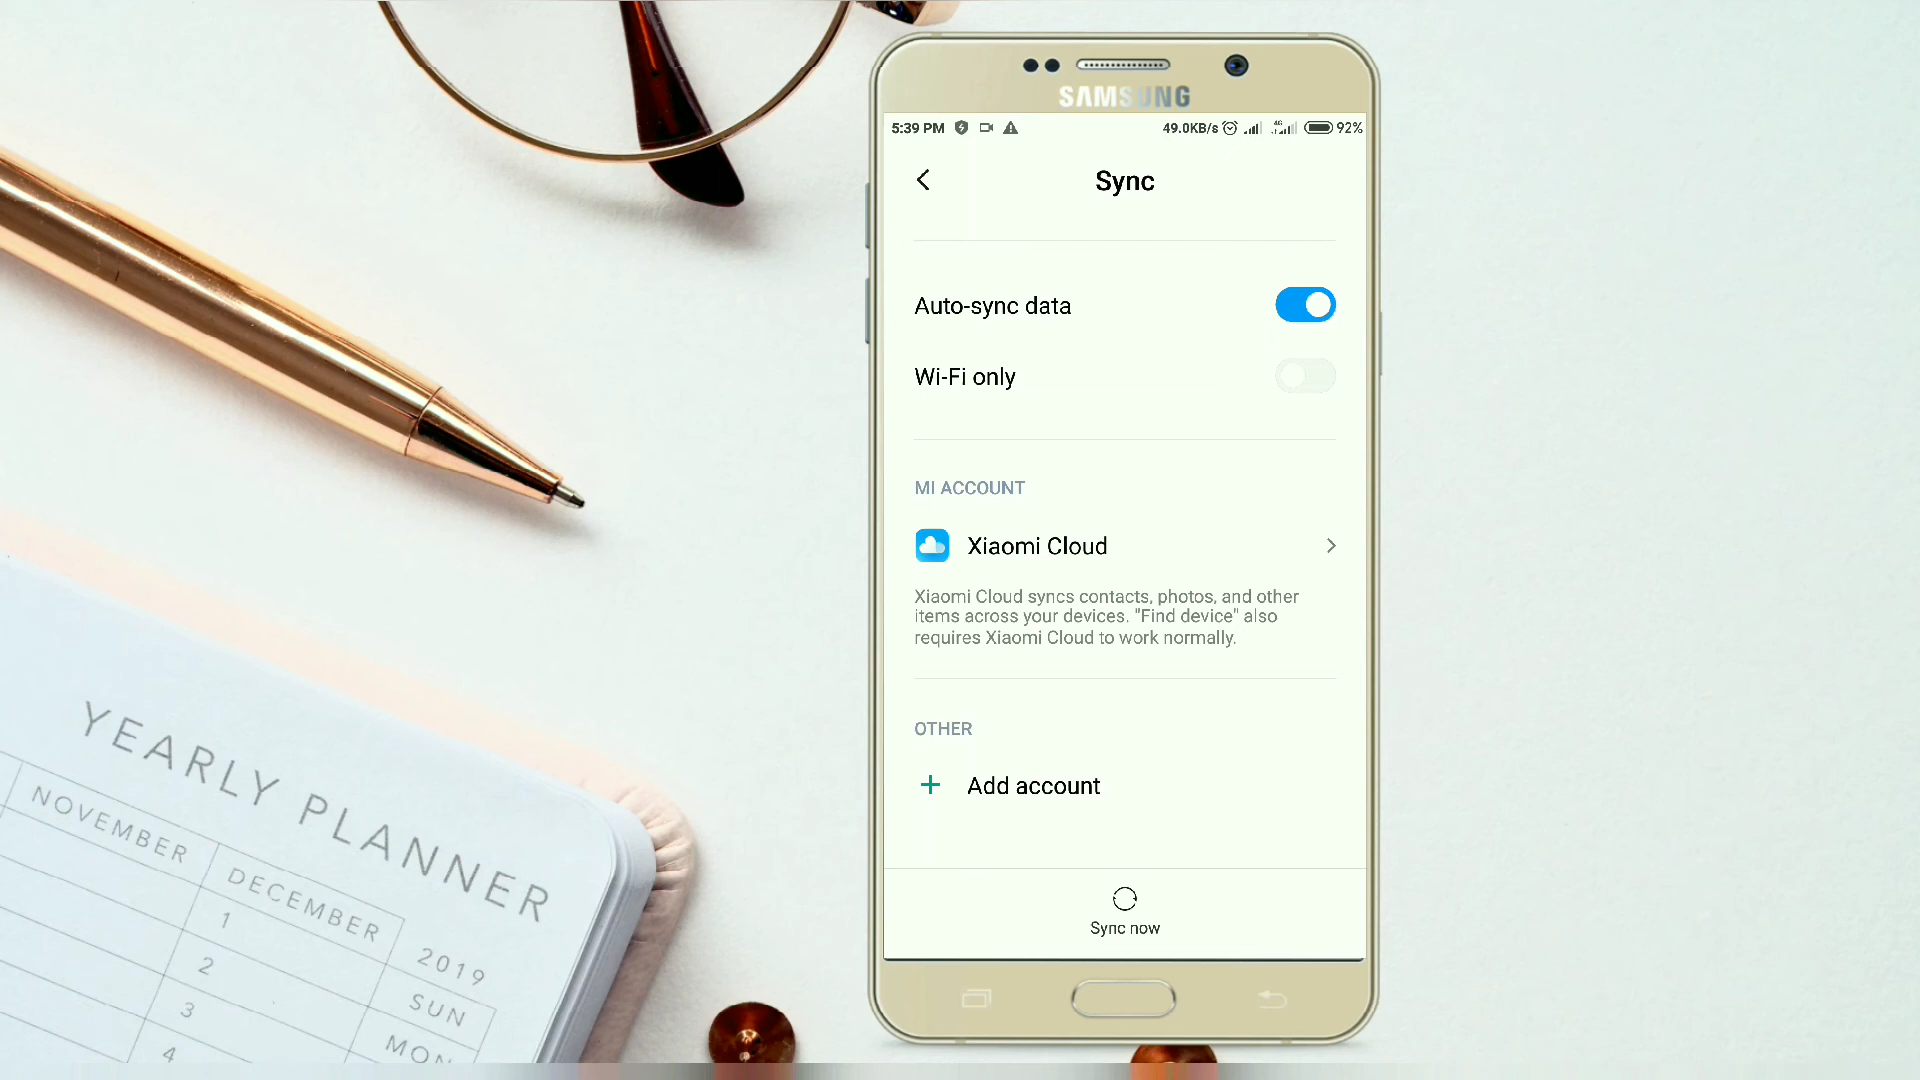 SAMSUNG
5:39 PM
49.0KB/s 4G 92%
Sync
Auto-sync data
Wi-Fi only
MI ACCOUNT
Xiaomi Cloud
Xiaomi Cloud syncs contacts, photos, and other
items across your devices. "Find device" also
requires Xiaomi Cloud to work normally.
OTHER
Add account
Sync now
YEARLY PLANNER
NOVEMBER
DECEMBER
2019
1
SUN
2
MON
3
4